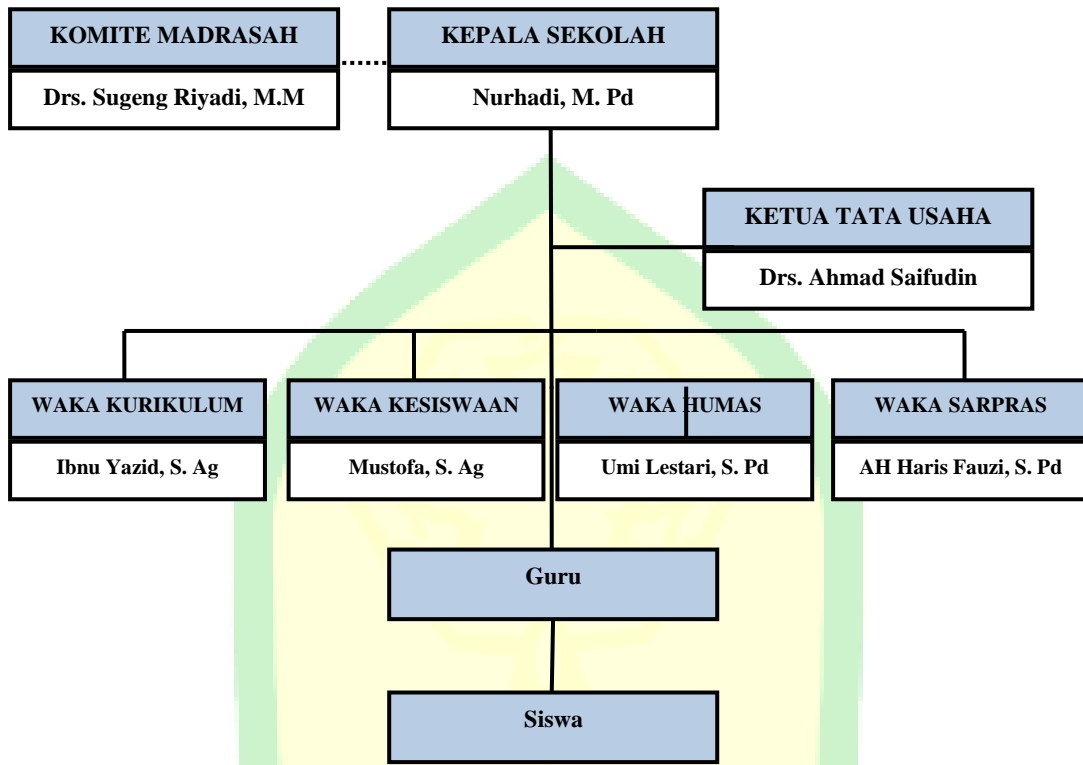 KOMITE MADRASAH
Drs. Sugeng Riyadi, M.M
KEPALA SEKOLAH
Nurhadi, M. Pd
KETUA TATA USAHA
Drs. Ahmad Saifudin
WAKA KURIKULUM
Ibnu Yazid, S. Ag
WAKA KESISWAAN
Mustofa, S. Ag
WAKA HUMAS
Umi Lestari, S. Pd
WAKA SARPRAS
AH Haris Fauzi, S. Pd
Guru
Siswa